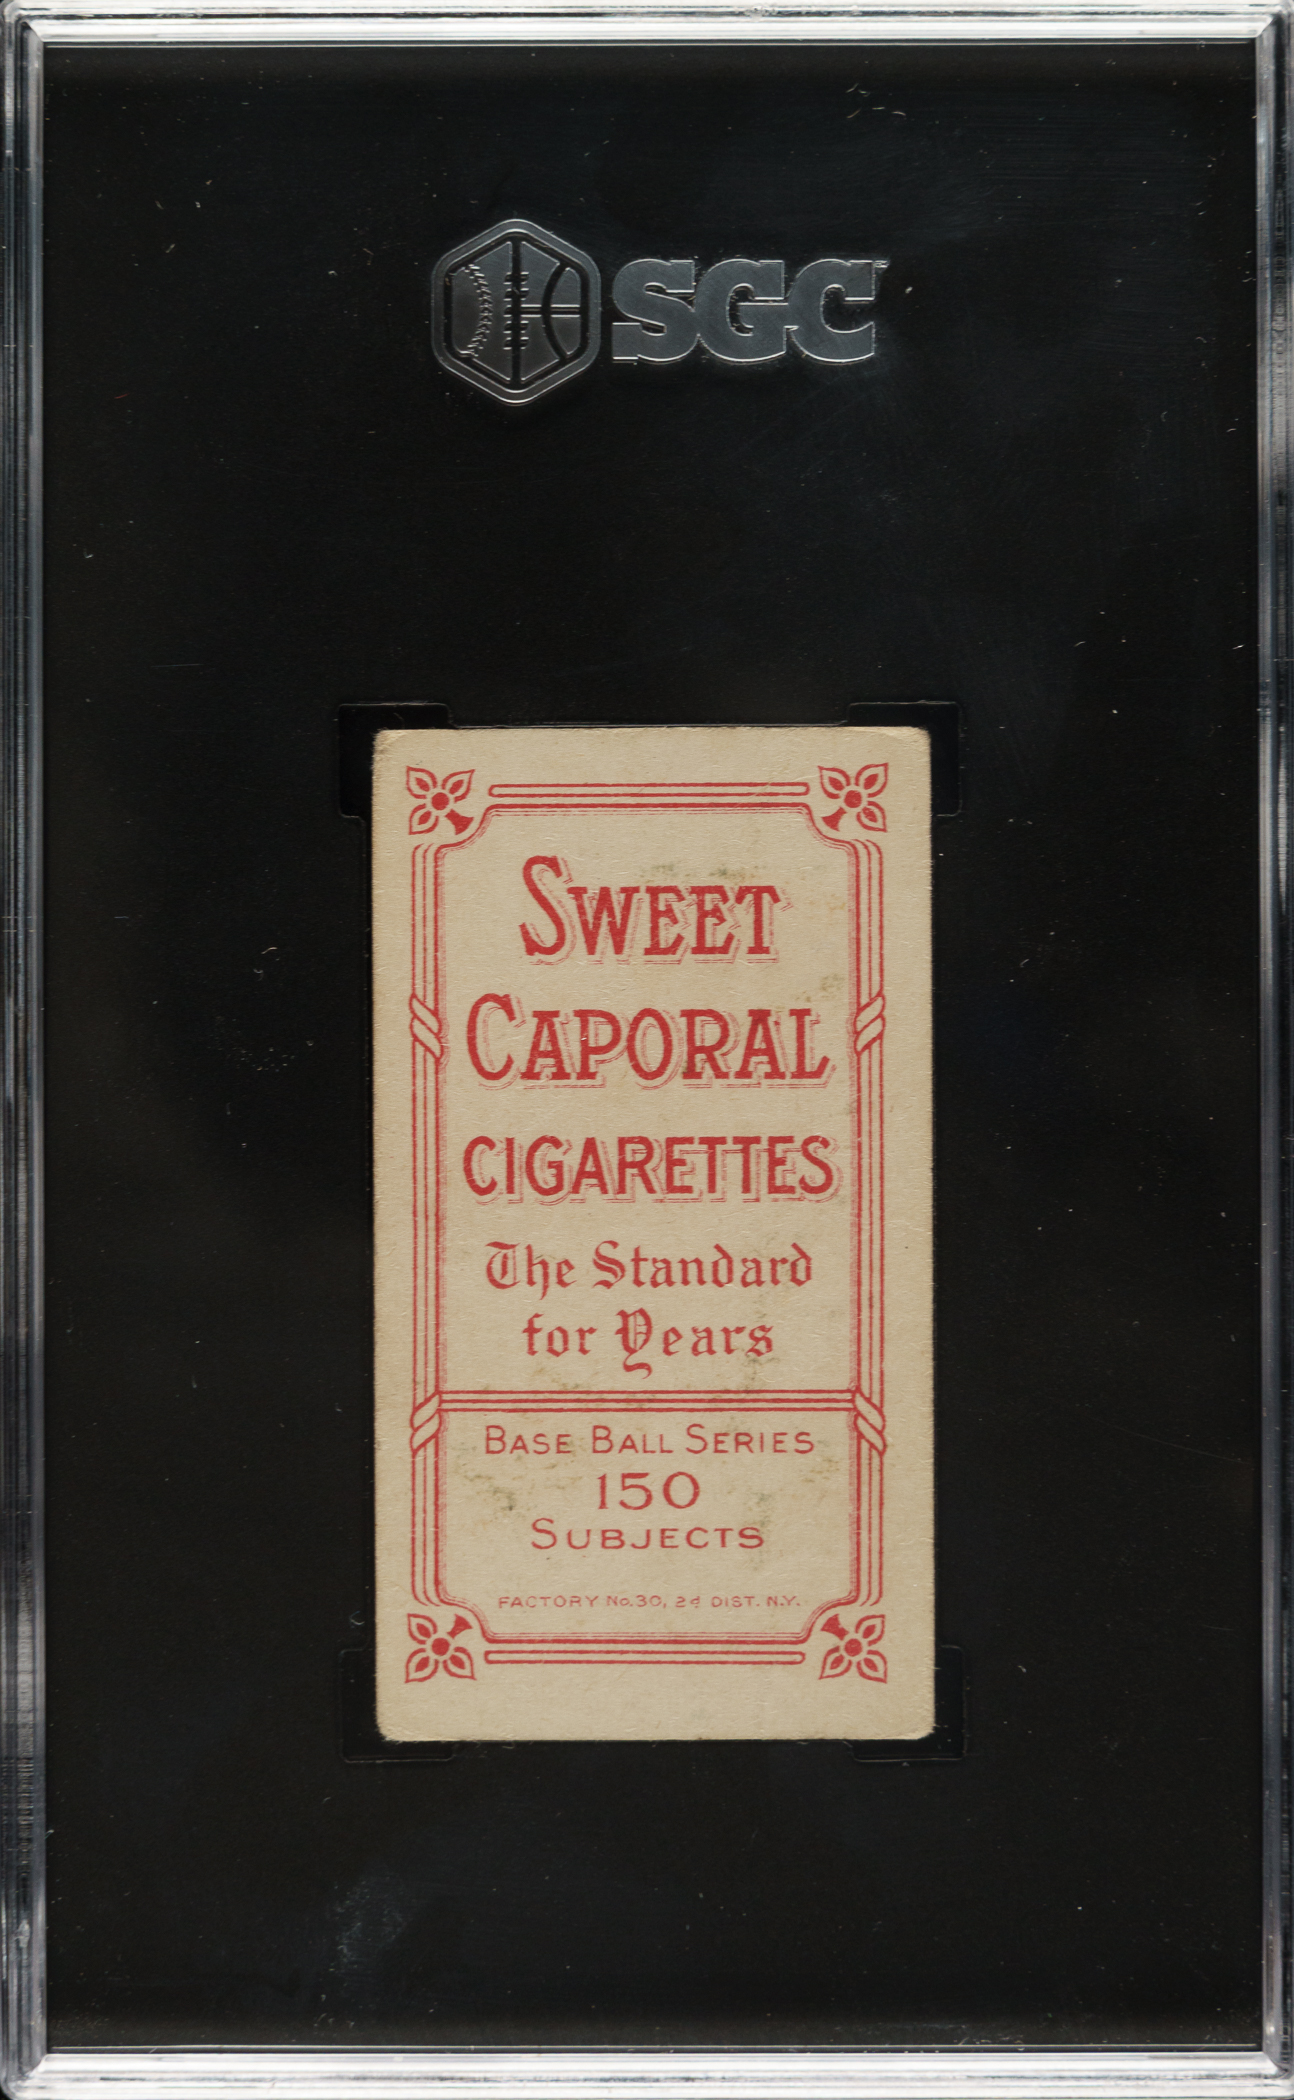 SGC
SWEET
CAPORAL
CIGARETTES
The Standard
for Years
BASE BALL SERIES
150
SUBJECTS
FACTORY No.30, 2d DIST. N.Y.